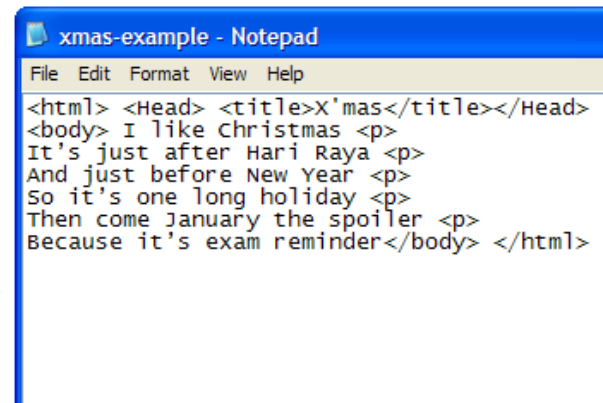 xmas-example - Notepad
File Edit Format View Help
<html> <Head> <title>X'mas</title></Head>
<body> I like Christmas <p>
It's just after Hari Raya <p>
And just before New Year <p>
So it's one long holiday <p>
Then come January the spoiler <p>
Because it's exam reminder</body> </html>